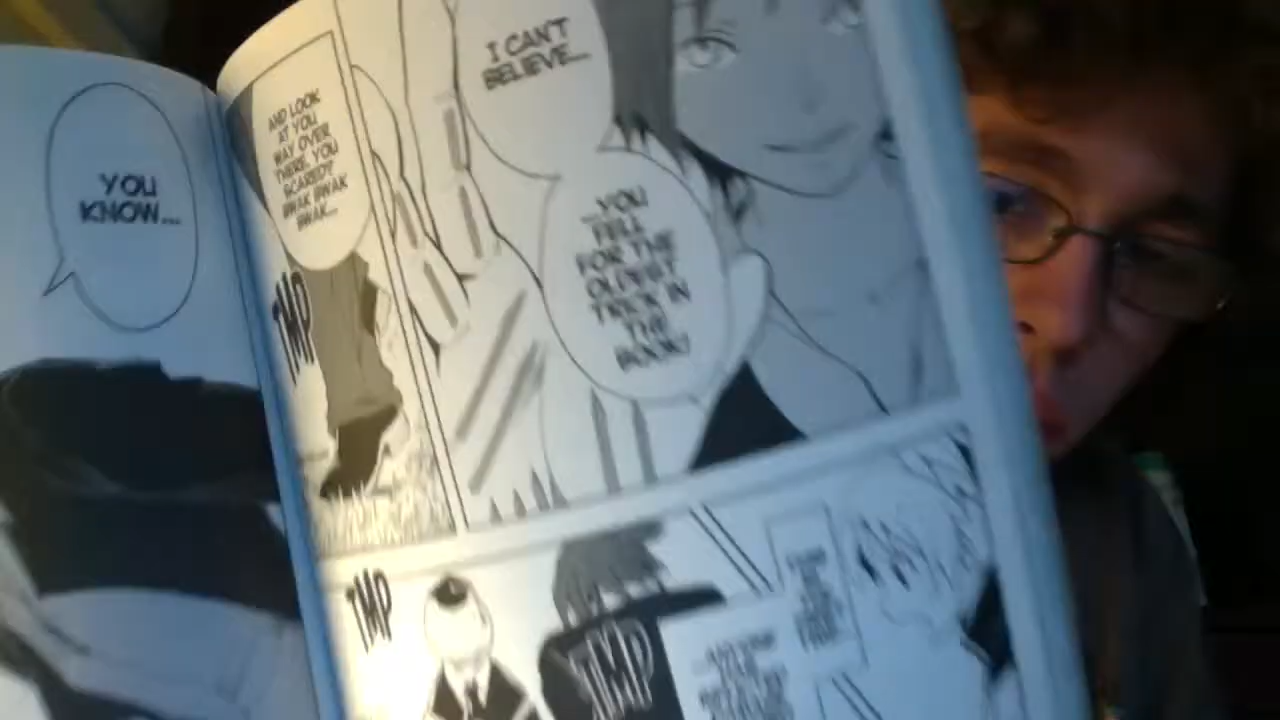 I CAN'T
BELIEVE...
...YOU
FELL
FOR THE
OLDEST
TRICK IN
THE
BOOK!
AND LOOK
AT YOU
WAY OVER
THERE, YOU
SCAREDY
BWAK BWAK
BWAK...
TMP
YOU
KNOW...
TMP
TMP